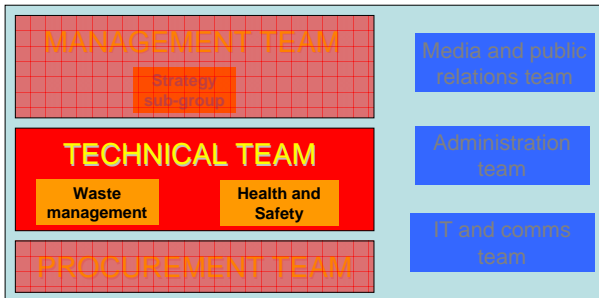 MANAGEMENT TEAM
Strategy
sub-group
TECHNICAL TEAM
Waste
management
Health and
Safety
PROCUREMENT TEAM
Media and public
relations team
Administration
team
IT and comms
team